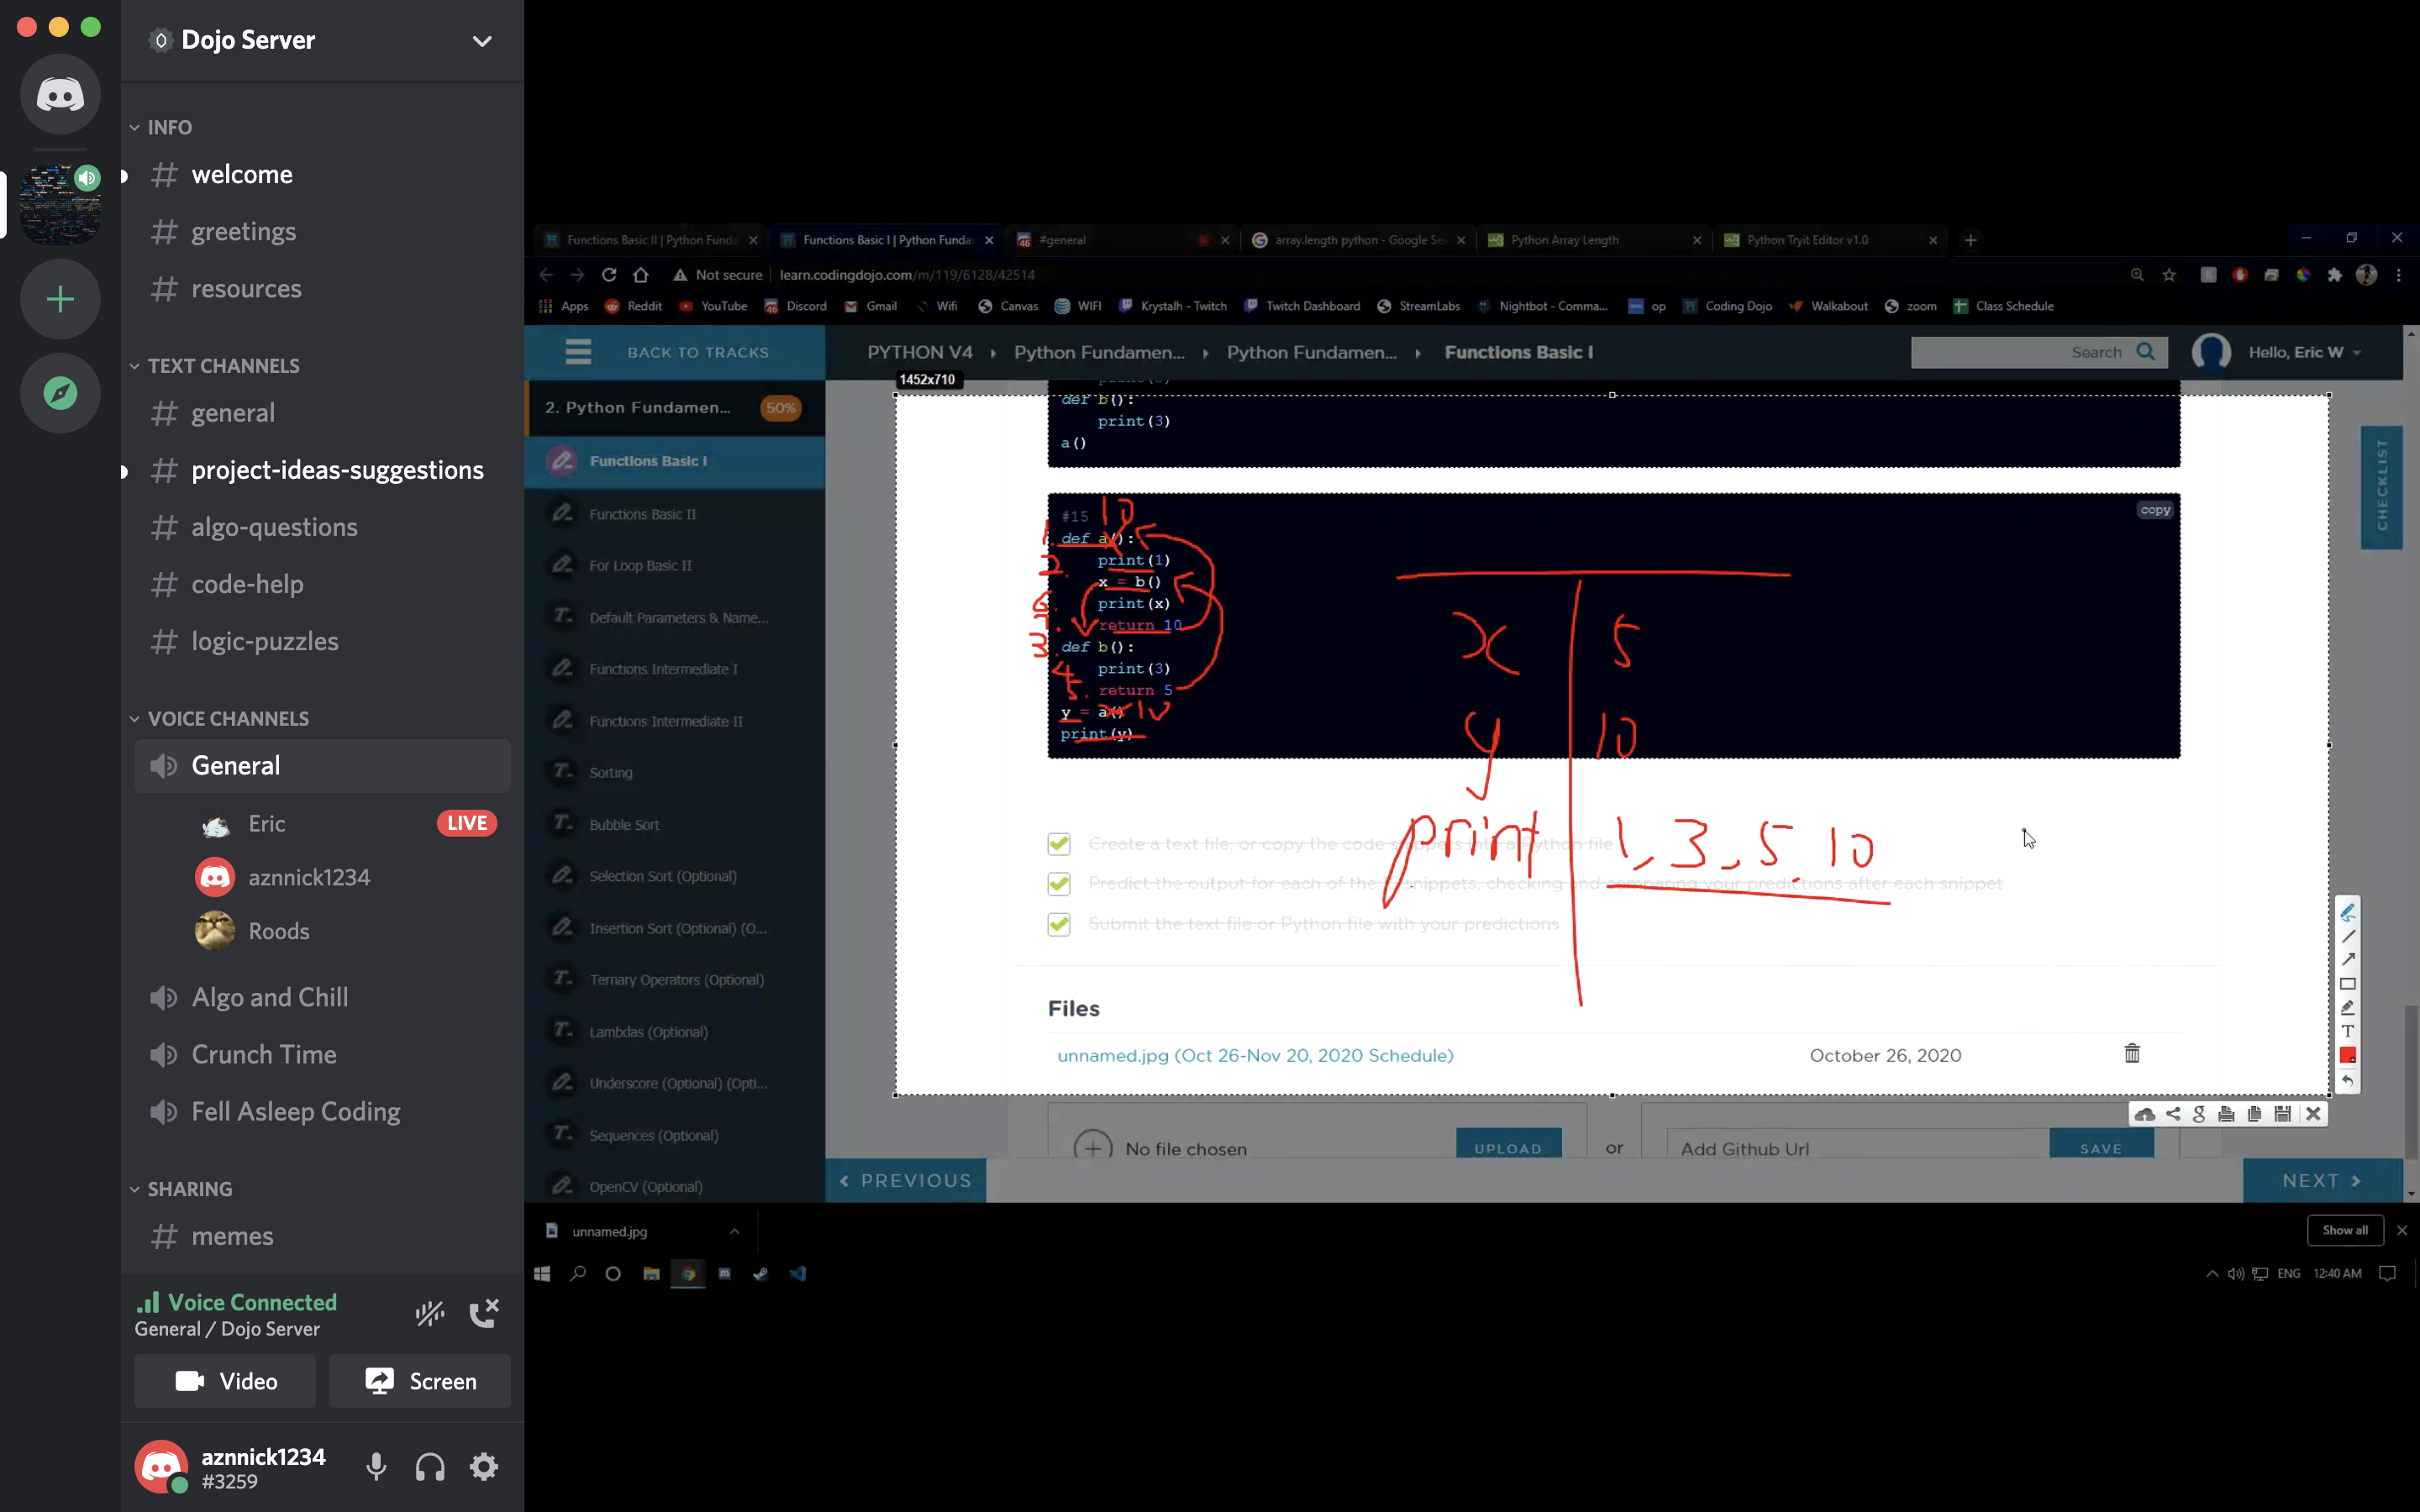 Dojo Server
INFO
# welcome
# greetings
# resources
TEXT CHANNELS
# general
# project-ideas-suggestions
# algo-questions
# code-help
# logic-puzzles
VOICE CHANNELS
General
Eric LIVE
aznnick1234
Roods
Algo and Chill
Crunch Time
Fell Asleep Coding
SHARING
# memes
Voice Connected
General / Dojo Server
Video Screen
aznnick1234
#3259
Functions Basic II | Python Funda Functions Basic I | Python Funda #general array.length python - Google Se Python Array Length Python Tryit Editor v1.0
Not secure learn.codingdojo.com/m/119/6128/42514
Apps Reddit YouTube Discord Gmail Wifi Canvas WIFI Krystalh - Twitch Twitch Dashboard StreamLabs Nightbot - Comma... op Coding Dojo Walkabout zoom Class Schedule
BACK TO TRACKS PYTHON V4 Python Fundamen... Python Fundamen... Functions Basic I Search Hello, Eric W
2. Python Fundamen... 50%
Functions Basic I
Functions Basic II
For Loop Basic II
Default Parameters & Name...
Functions Intermediate I
Functions Intermediate II
Sorting
Bubble Sort
Selection Sort (Optional)
Insertion Sort (Optional) (O...
Ternary Operators (Optional)
Lambdas (Optional)
Underscore (Optional) (Opti...
Sequences (Optional)
OpenCV (Optional)
1452x710
def b():
print(3)
a()
CHECKLIST
copy
#15 10
1. def a():
2. print(1)
x = b()
6. print(x)
7. return 10
3. def b():
4. print(3)
5. return 5
y = a() 10
print(y)
x 5
y 10
print 1, 3, 5. 10
Create a text file, or copy the code snippets into a Python file
Predict the output for each of the snippets, checking and comparing your predictions after each snippet
Submit the text file or Python file with your predictions
Files
unnamed.jpg (Oct 26-Nov 20, 2020 Schedule) October 26, 2020
No file chosen UPLOAD or Add Github Url SAVE
PREVIOUS NEXT
unnamed.jpg Show all
ENG 12:40 AM